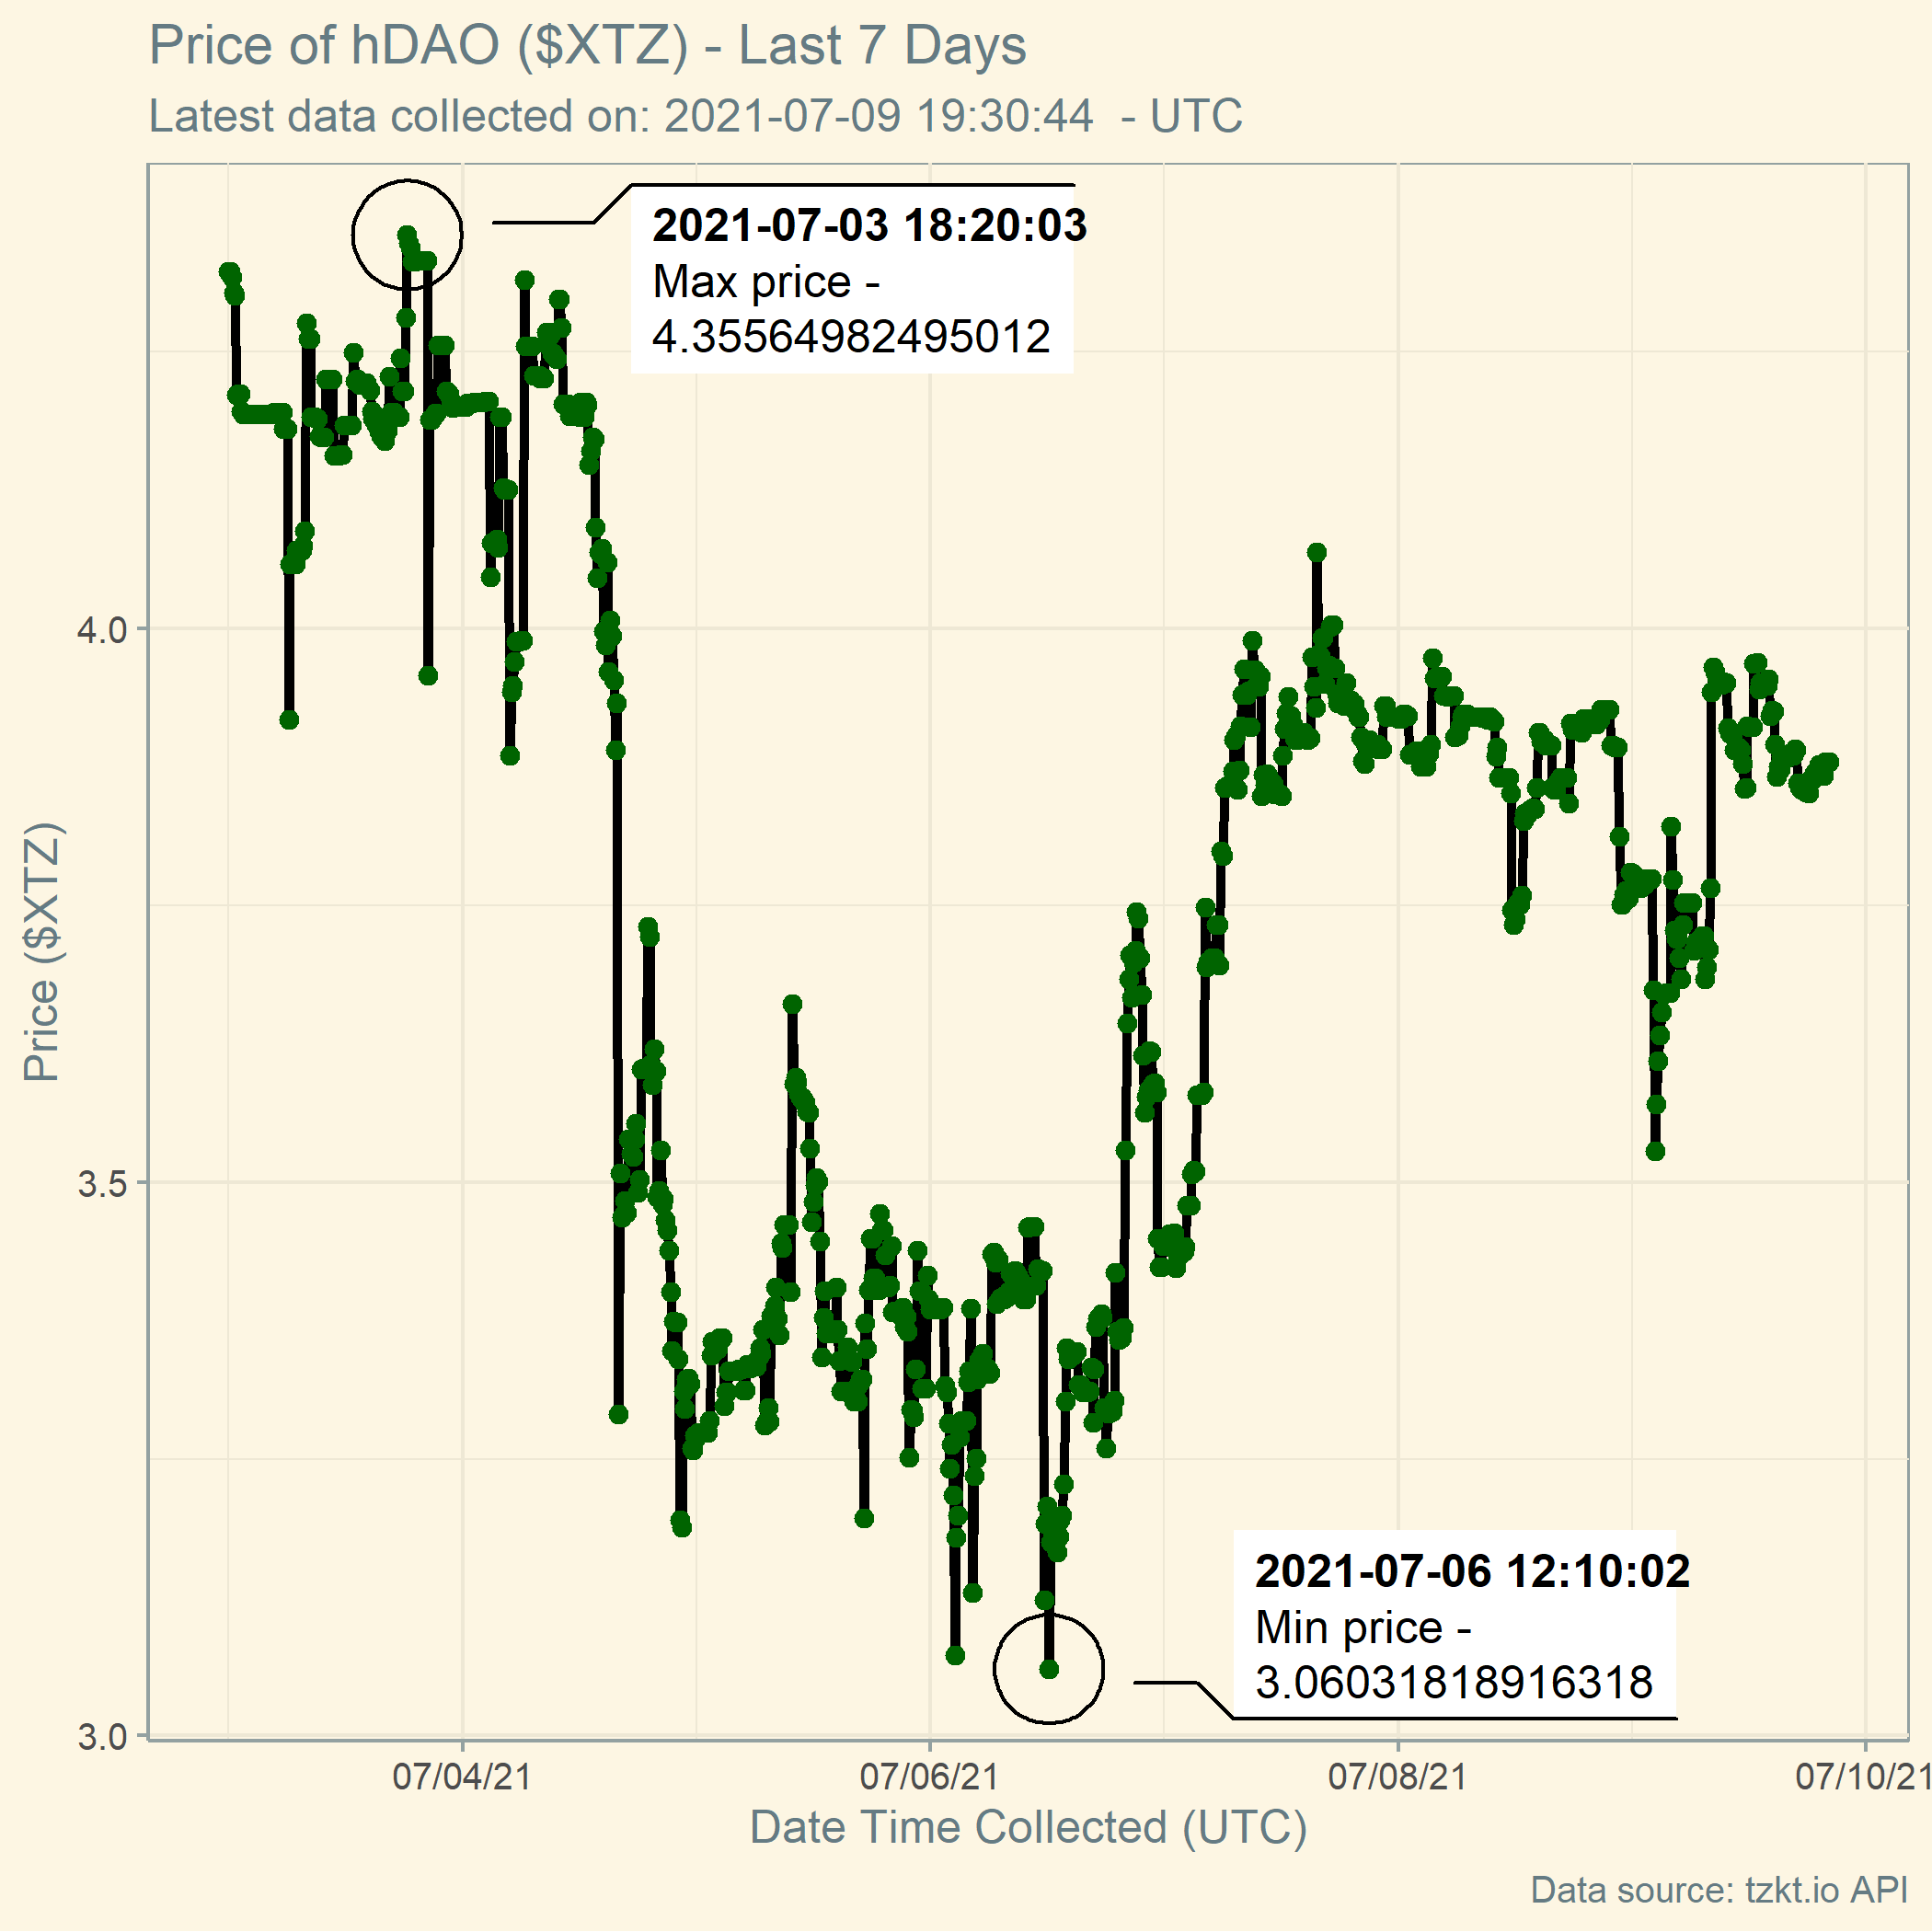 Price of hDAO ($XTZ) - Last 7 Days
Latest data collected on: 2021-07-09 19:30:44  - UTC
2021-07-03 18:20:03
Max price -
4.35564982495012
4.0
3.5
3.0
Price ($XTZ)
2021-07-06 12:10:02
Min price -
3.06031818916318
07/04/21
07/06/21
07/08/21
07/10/21
Date Time Collected (UTC)
Data source: tzkt.io API